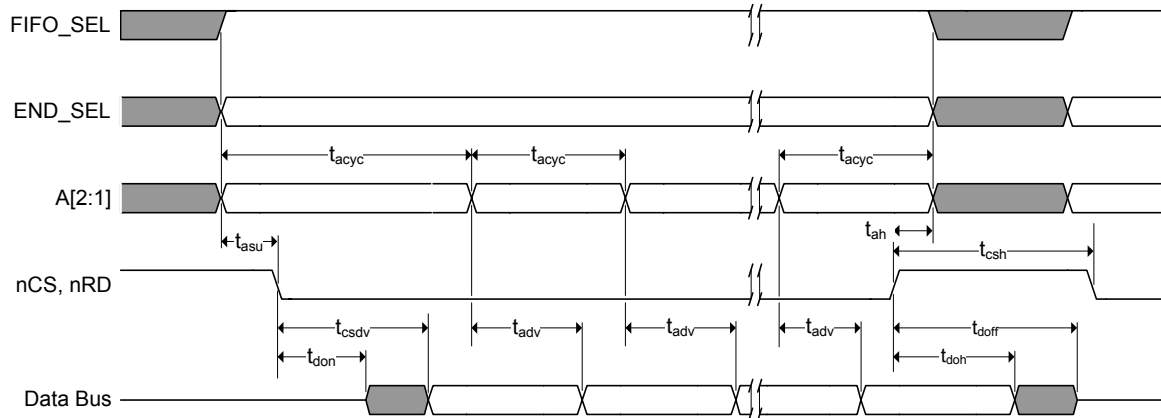 FIFO_SEL
END_SEL
tacyc tacyc tacyc
A[2:1]
tasu tah tcsh
nCS, nRD
tcsdv tadv tadv tadv tdoff
tdon tdoh
Data Bus